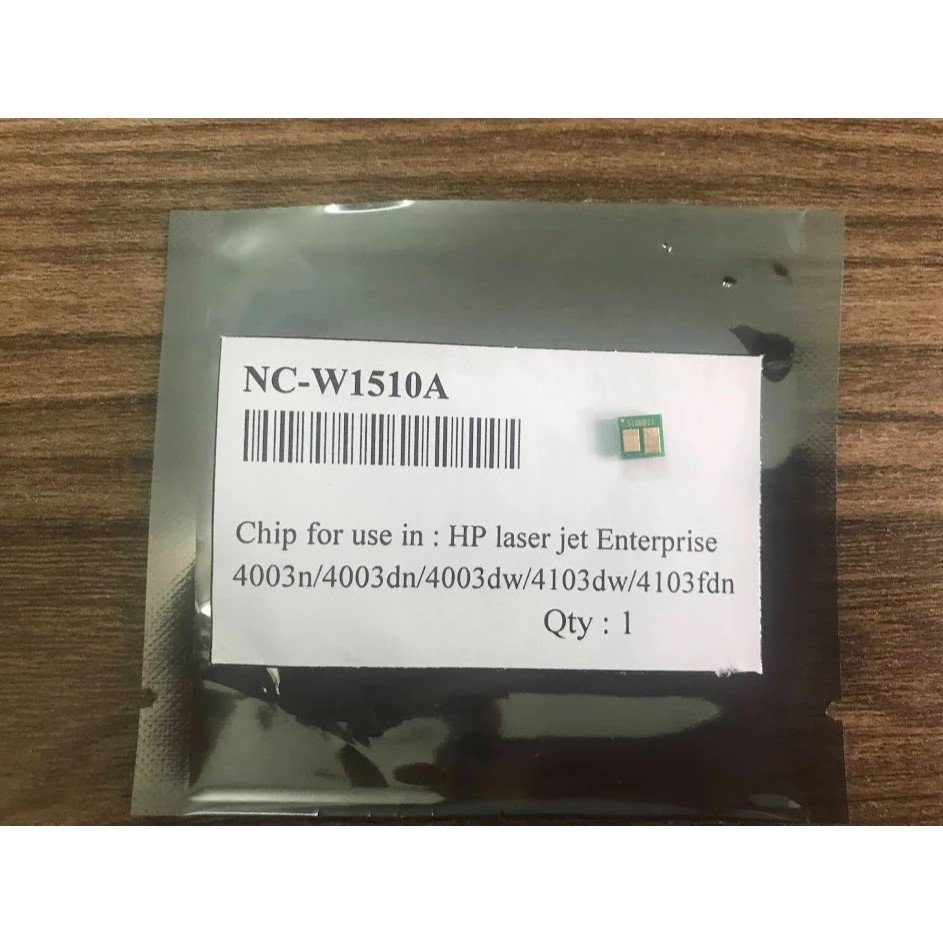 NC-W1510A
Chip for use in : HP laser jet Enterprise
4003n/4003dn/4003dw/4103dw/4103fdn
Qty : 1